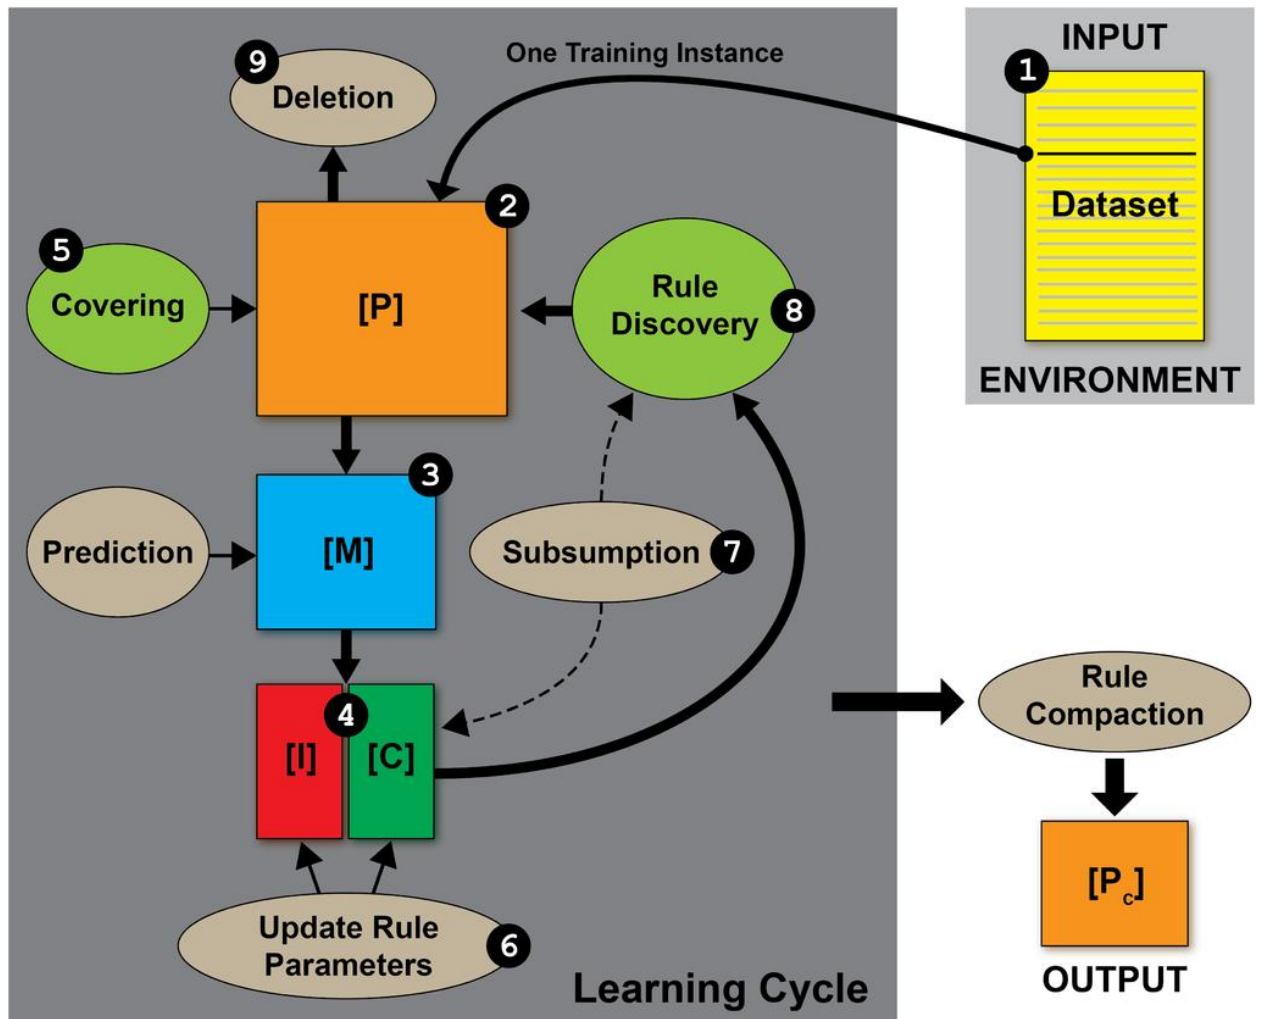 INPUT
1
Dataset
ENVIRONMENT
One Training Instance
9
Deletion
2
[P]
5
Covering
Rule
Discovery
8
3
[M]
Prediction
Subsumption
7
4
[I]
[C]
Update Rule
Parameters
6
Learning Cycle
Rule
Compaction
[Pc]
OUTPUT